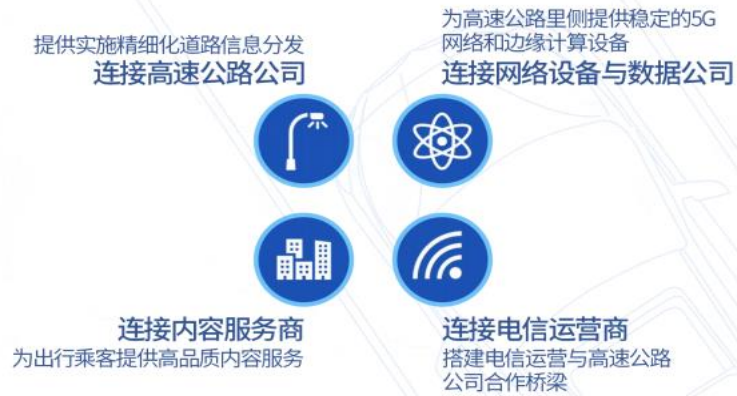 提供实施精细化道路信息分发
连接高速公路公司
为高速公路里侧提供稳定的5G
网络和边缘计算设备
连接网络设备与数据公司
连接内容服务商
为出行乘客提供高品质内容服务
连接电信运营商
搭建电信运营与高速公路
公司合作桥梁